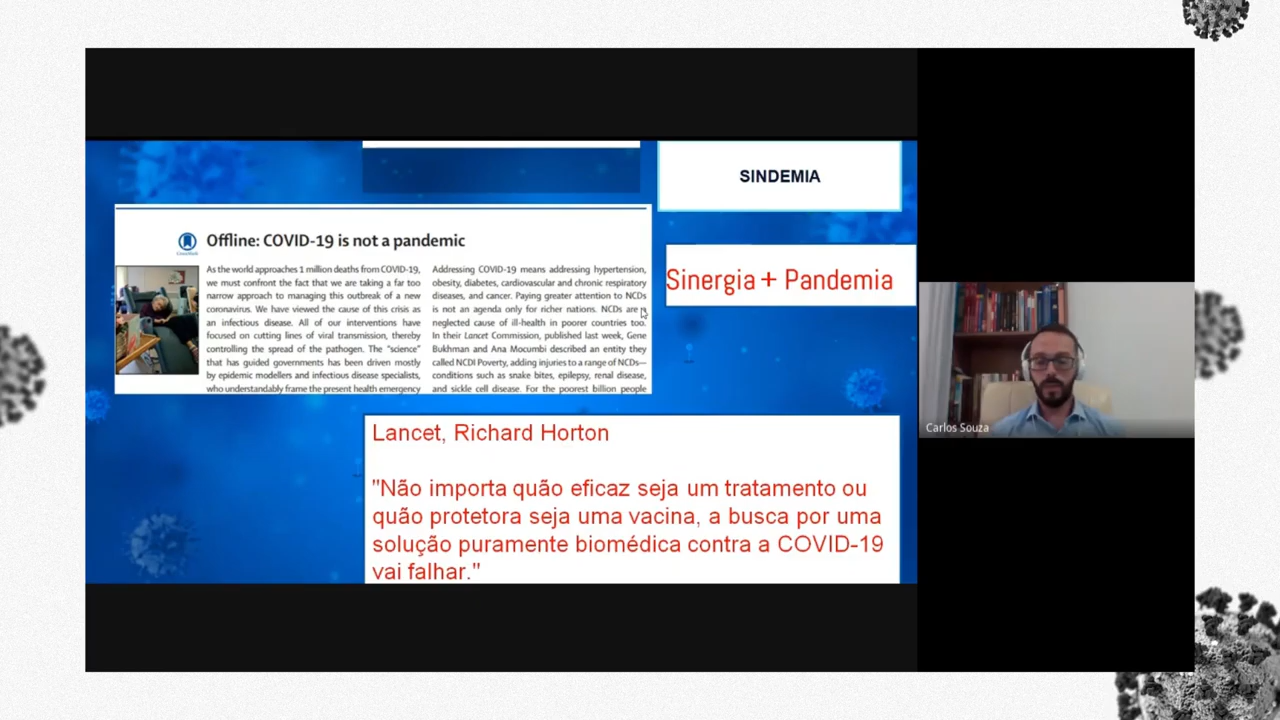 SINDEMIA
Offline: COVID-19 is not a pandemic
CrossMark
As the world approaches 1 million deaths from COVID-19,
we must confront the fact that we are taking a far too
narrow approach to managing this outbreak of a new
coronavirus. We have viewed the cause of this crisis as
an infectious disease. All of our interventions have
focused on cutting lines of viral transmission, thereby
controlling the spread of the pathogen. The “science”
that has guided governments has been driven mostly
by epidemic modellers and infectious disease specialists,
who understandably frame the present health emergency
Addressing COVID-19 means addressing hypertension,
obesity, diabetes, cardiovascular and chronic respiratory
diseases, and cancer. Paying greater attention to NCDs
is not an agenda only for richer nations. NCDs are a
neglected cause of ill-health in poorer countries too.
In their Lancet Commission, published last week, Gene
Bukhman and Ana Mocumbi described an entity they
called NCDI Poverty, adding injuries to a range of NCDs—
conditions such as snake bites, epilepsy, renal disease,
and sickle cell disease. For the poorest billion people
Sinergia + Pandemia
Lancet, Richard Horton
"Não importa quão eficaz seja um tratamento ou
quão protetora seja uma vacina, a busca por uma
solução puramente biomédica contra a COVID-19
vai falhar."
Carlos Souza